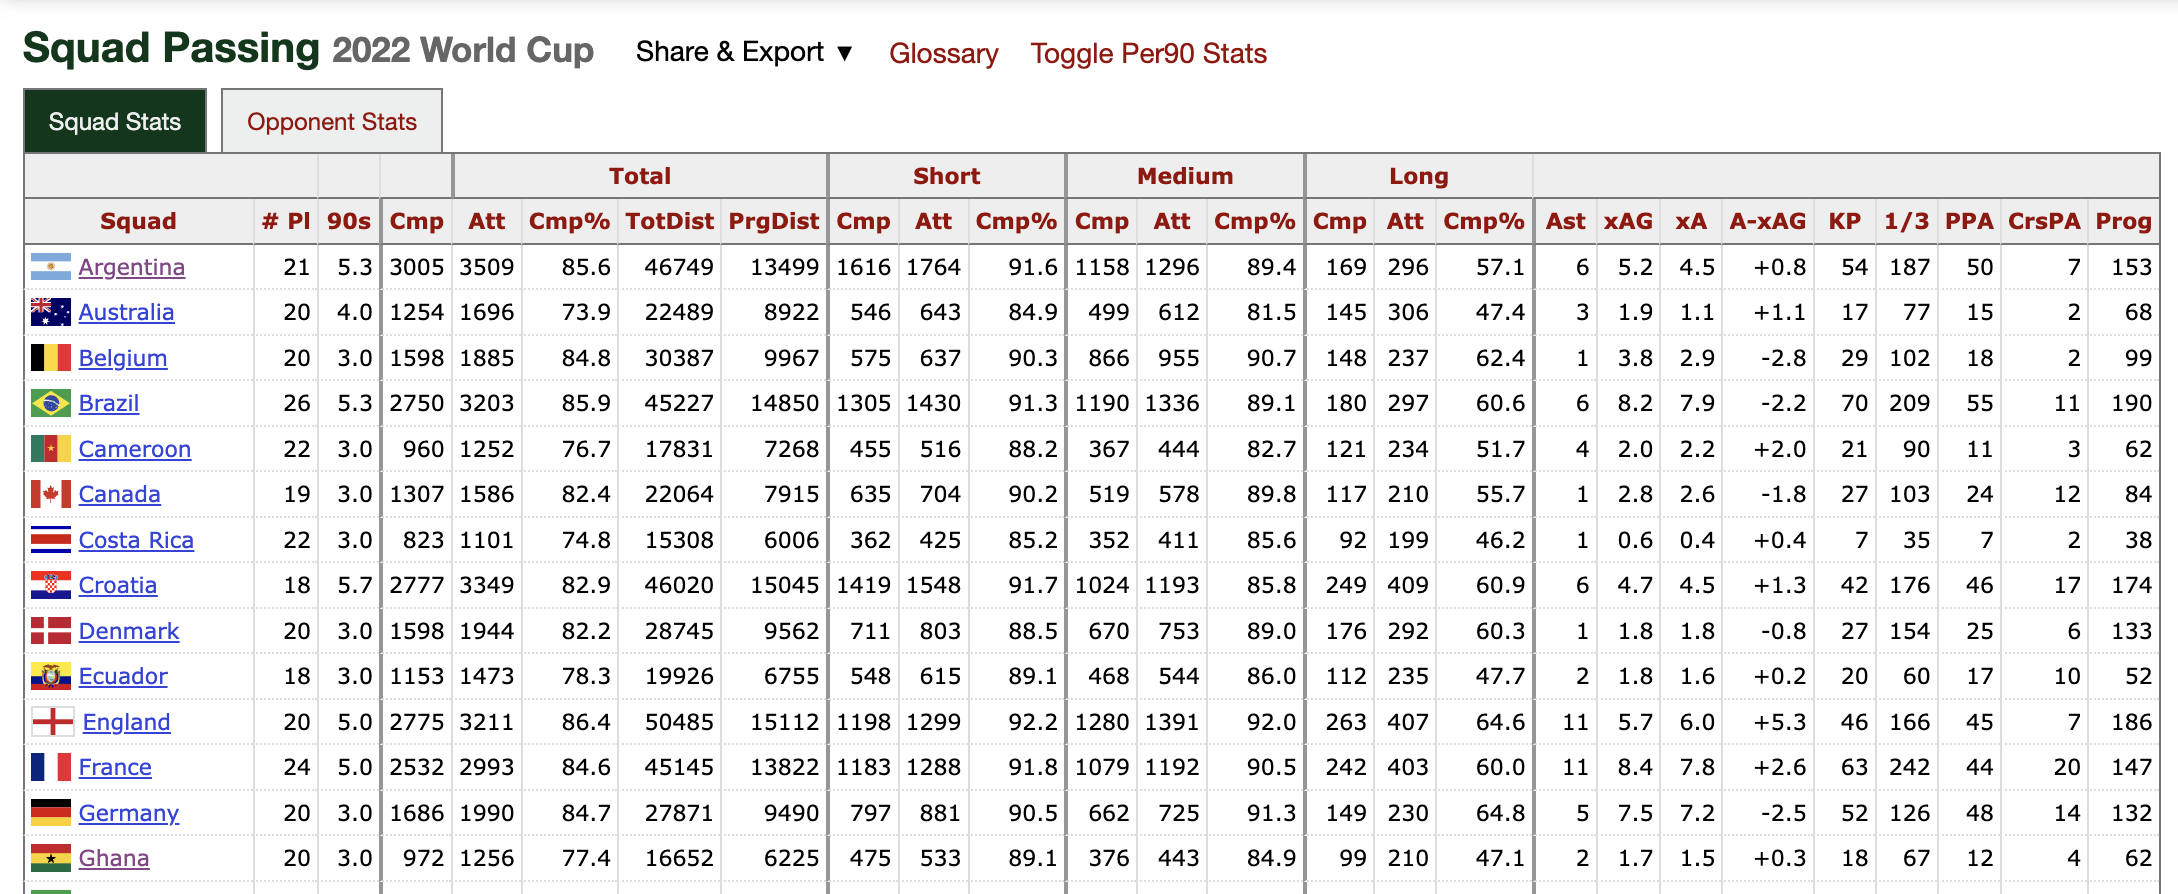 Squad Passing 2022 World Cup Share & Export ▼ Glossary Toggle Per90 Stats
Squad Stats Opponent Stats
Total Short Medium Long
Squad # Pl 90s Cmp Att Cmp% TotDist PrgDist Cmp Att Cmp% Cmp Att Cmp% Cmp Att Cmp% Ast xAG xA A-xAG KP 1/3 PPA CrsPA Prog
Argentina 21 5.3 3005 3509 85.6 46749 13499 1616 1764 91.6 1158 1296 89.4 169 296 57.1 6 5.2 4.5 +0.8 54 187 50 7 153
Australia 20 4.0 1254 1696 73.9 22489 8922 546 643 84.9 499 612 81.5 145 306 47.4 3 1.9 1.1 +1.1 17 77 15 2 68
Belgium 20 3.0 1598 1885 84.8 30387 9967 575 637 90.3 866 955 90.7 148 237 62.4 1 3.8 2.9 -2.8 29 102 18 2 99
Brazil 26 5.3 2750 3203 85.9 45227 14850 1305 1430 91.3 1190 1336 89.1 180 297 60.6 6 8.2 7.9 -2.2 70 209 55 11 190
Cameroon 22 3.0 960 1252 76.7 17831 7268 455 516 88.2 367 444 82.7 121 234 51.7 4 2.0 2.2 +2.0 21 90 11 3 62
Canada 19 3.0 1307 1586 82.4 22064 7915 635 704 90.2 519 578 89.8 117 210 55.7 1 2.8 2.6 -1.8 27 103 24 12 84
Costa Rica 22 3.0 823 1101 74.8 15308 6006 362 425 85.2 352 411 85.6 92 199 46.2 1 0.6 0.4 +0.4 7 35 7 2 38
Croatia 18 5.7 2777 3349 82.9 46020 15045 1419 1548 91.7 1024 1193 85.8 249 409 60.9 6 4.7 4.5 +1.3 42 176 46 17 174
Denmark 20 3.0 1598 1944 82.2 28745 9562 711 803 88.5 670 753 89.0 176 292 60.3 1 1.8 1.8 -0.8 27 154 25 6 133
Ecuador 18 3.0 1153 1473 78.3 19926 6755 548 615 89.1 468 544 86.0 112 235 47.7 2 1.8 1.6 +0.2 20 60 17 10 52
England 20 5.0 2775 3211 86.4 50485 15112 1198 1299 92.2 1280 1391 92.0 263 407 64.6 11 5.7 6.0 +5.3 46 166 45 7 186
France 24 5.0 2532 2993 84.6 45145 13822 1183 1288 91.8 1079 1192 90.5 242 403 60.0 11 8.4 7.8 +2.6 63 242 44 20 147
Germany 20 3.0 1686 1990 84.7 27871 9490 797 881 90.5 662 725 91.3 149 230 64.8 5 7.5 7.2 -2.5 52 126 48 14 132
Ghana 20 3.0 972 1256 77.4 16652 6225 475 533 89.1 376 443 84.9 99 210 47.1 2 1.7 1.5 +0.3 18 67 12 4 62